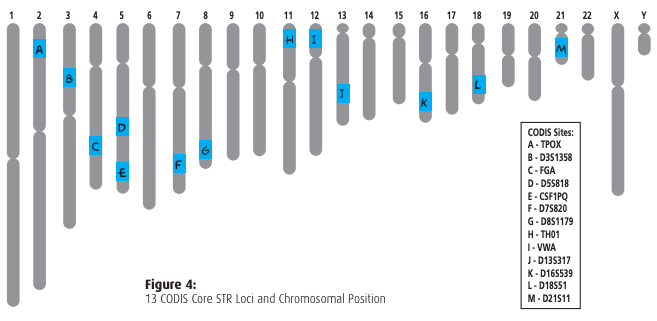 1 2 3 4 5 6 7 8 9 10 11 12 13 14 15 16 17 18 19 20 21 22 X Y
A
B
C
D
E
F
G
H
I
J
K
L
M
CODIS Sites:
A - TPOX
B - D3S1358
C - FGA
D - D5S818
E - CSF1PQ
F - D7S820
G - D8S1179
H - TH01
I - VWA
J - D13S317
K - D16S539
L - D18S51
M - D21S11
Figure 4:
13 CODIS Core STR Loci and Chromosomal Position